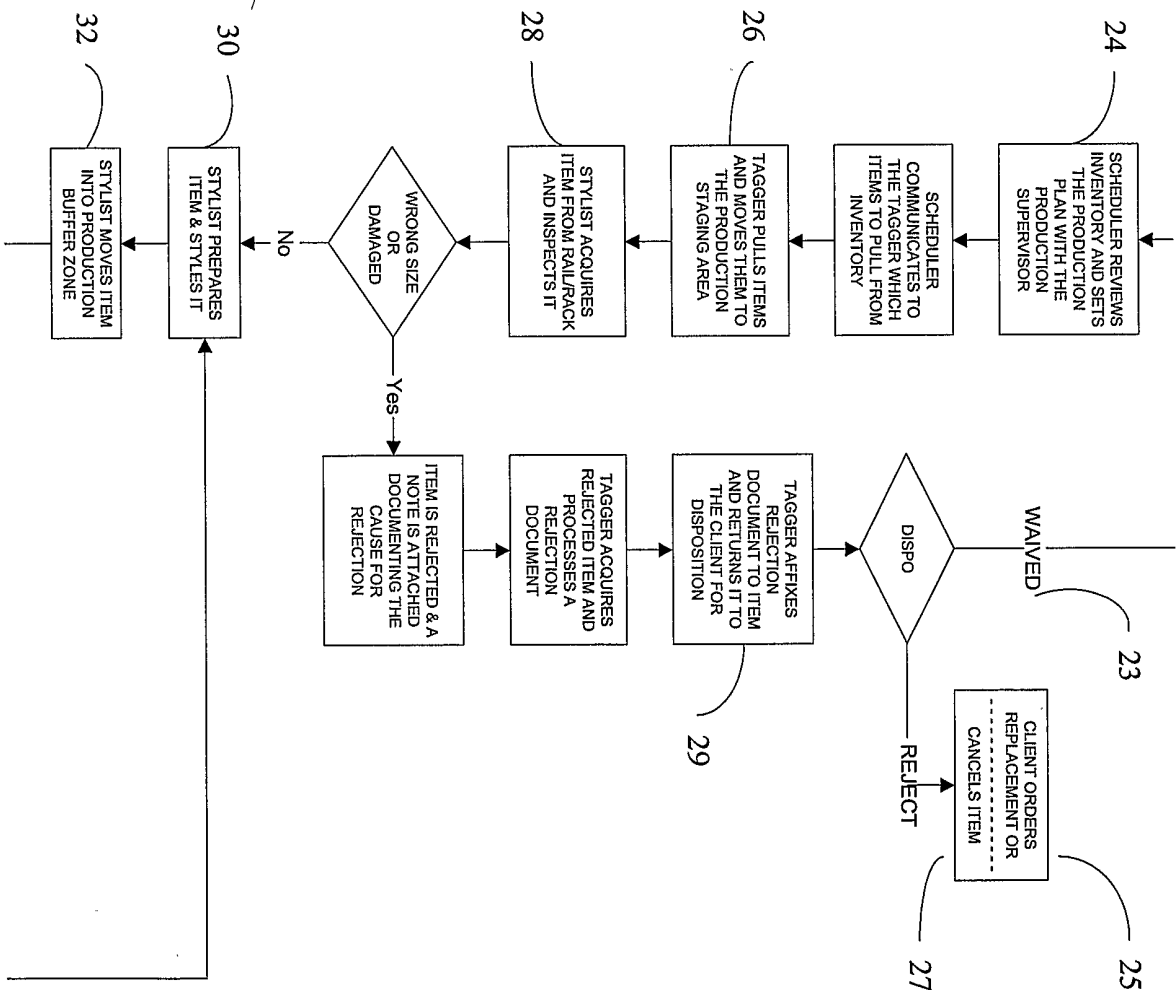 24
SCHEDULER REVIEWS
INVENTORY AND SETS
THE PRODUCTION
PLAN WITH THE
PRODUCTION
SUPERVISOR
SCHEDULER
COMMUNICATES TO
THE TAGGER WHICH
ITEMS TO PULL FROM
INVENTORY
26
TAGGER PULLS ITEMS
AND MOVES THEM TO
THE PRODUCTION
STAGING AREA
28
STYLIST ACQUIRES
ITEM FROM RAIL/RACK
AND INSPECTS IT
WRONG SIZE
OR
DAMAGED
No
Yes
30
STYLIST PREPARES
ITEM & STYLES IT
32
STYLIST MOVES ITEM
INTO PRODUCTION
BUFFER ZONE
ITEM IS REJECTED & A
NOTE IS ATTACHED
DOCUMENTING THE
CAUSE FOR
REJECTION
TAGGER ACQUIRES
REJECTED ITEM AND
PROCESSES A
REJECTION
DOCUMENT
TAGGER AFFIXES
REJECTION
DOCUMENT TO ITEM
AND RETURNS IT TO
THE CLIENT FOR
DISPOSITION
29
DISPO
WAIVED
23
REJECT
CLIENT ORDERS
REPLACEMENT OR
CANCELS ITEM
25
27